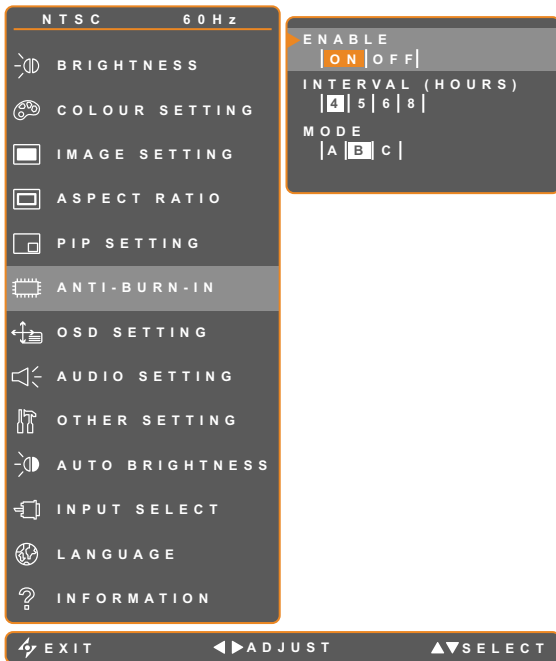 NTSC 60Hz
BRIGHTNESS
COLOUR SETTING
IMAGE SETTING
ASPECT RATIO
PIP SETTING
ANTI-BURN-IN
OSD SETTING
AUDIO SETTING
OTHER SETTING
AUTO BRIGHTNESS
INPUT SELECT
LANGUAGE
INFORMATION
ENABLE
ON OFF
INTERVAL (HOURS)
4 5 6 8
MODE
A B C
EXIT ADJUST SELECT